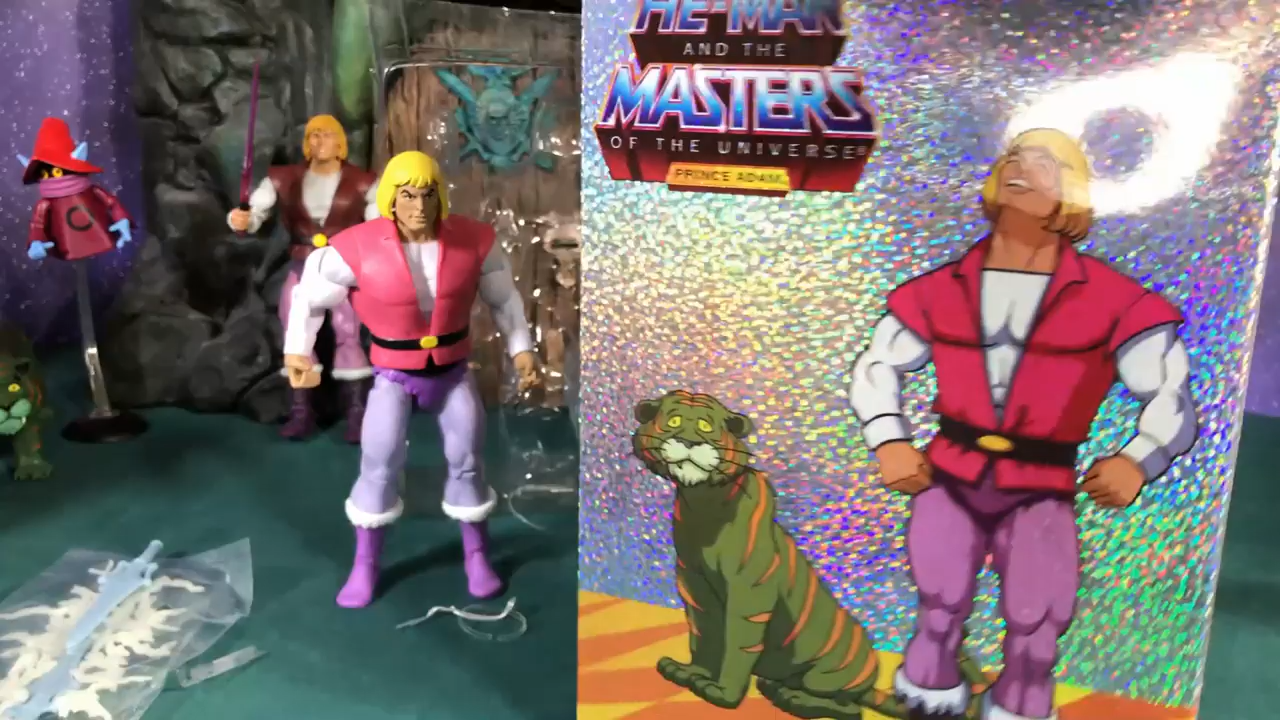 HE-MAN
AND THE
MASTERS
OF THE UNIVERSE®
PRINCE ADAM